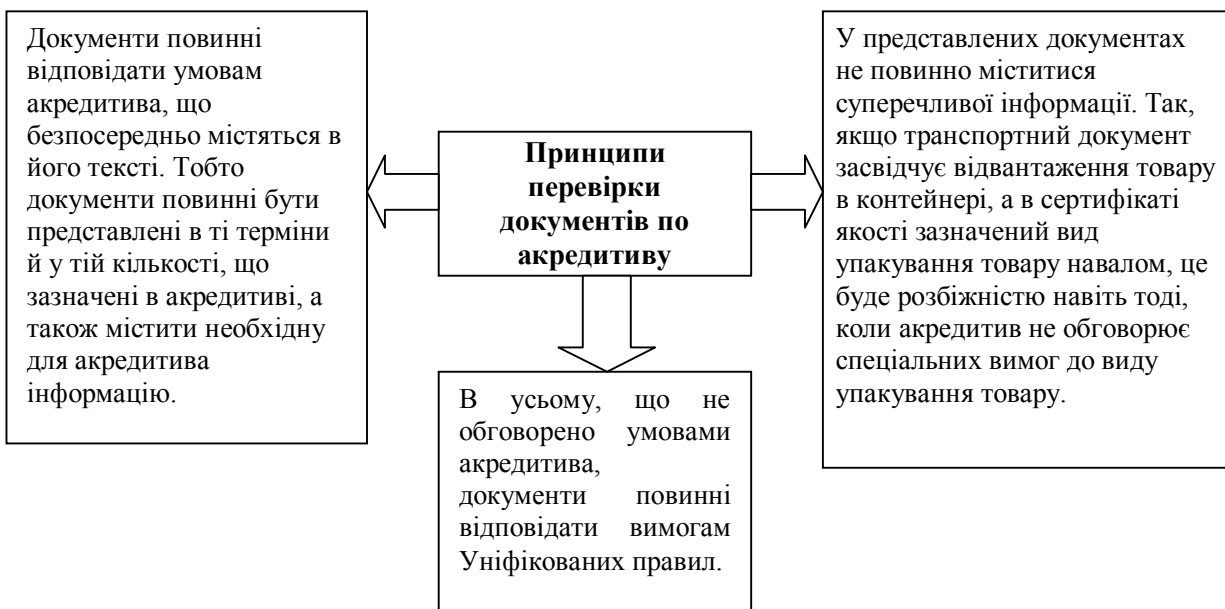 Документи повинні
відповідати умовам
акредитива, що
безпосередньо містяться в
його тексті. Тобто
документи повинні бути
представлені в ті терміни
й у тій кількості, що
зазначені в акредитиві, а
також містити необхідну
для акредитива
інформацію.
Принципи
перевірки
документів по
акредитиву
У представлених документах
не повинно міститися
суперечливої інформації. Так,
якщо транспортний документ
засвідчує відвантаження товару
в контейнері, а в сертифікаті
якості зазначений вид
упакування товару навалом, це
буде розбіжністю навіть тоді,
коли акредитив не обговорює
спеціальних вимог до виду
упакування товару.
В усьому, що не
обговорено умовами
акредитива,
документи повинні
відповідати вимогам
Уніфікованих правил.